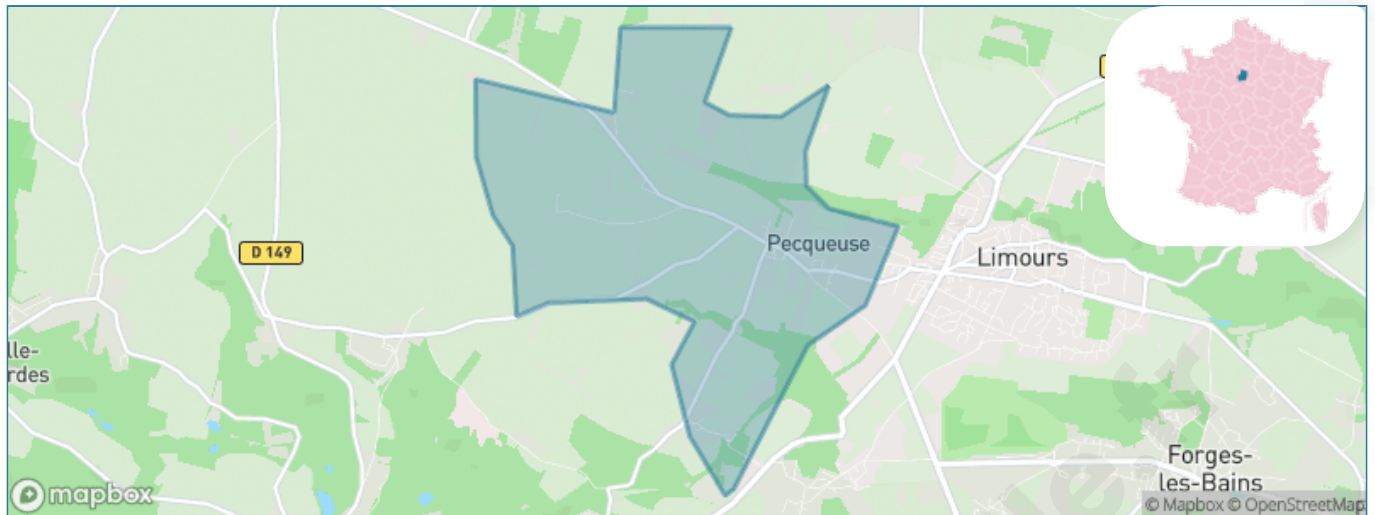 D 149
Pecqueuse
Limours
lle-
rdes
Forges-
les-Bains
mapbox
© Mapbox © OpenStreetMap